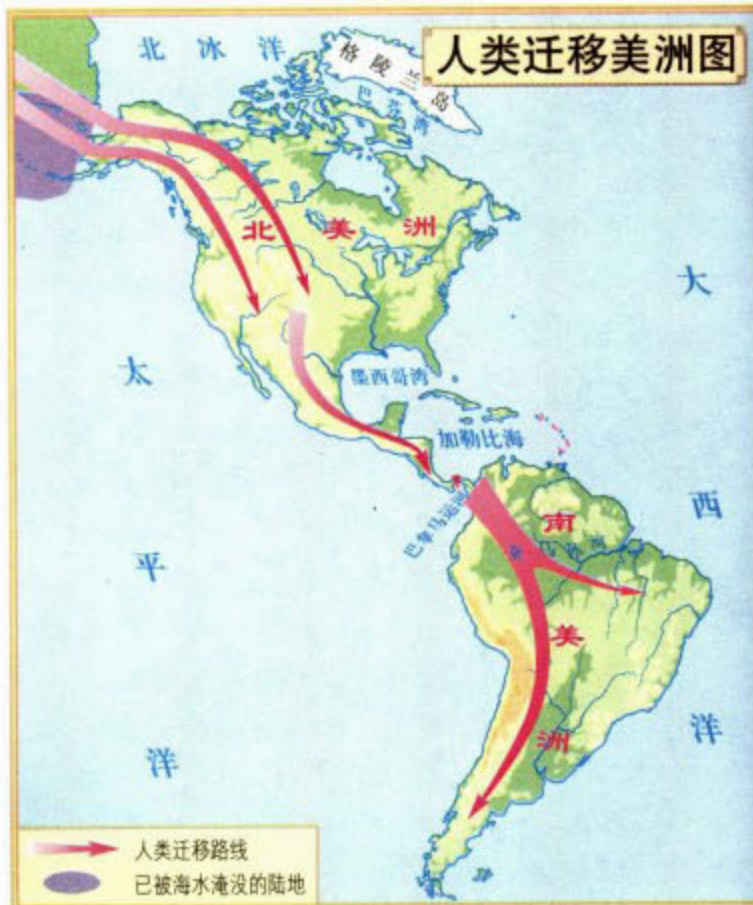 人类迁移美洲图
北冰洋
格陵兰岛
巴芬湾
北美洲
大西洋
太平洋
墨西哥湾
加勒比海
巴拿马运河
南美洲
人类迁移路线
已被海水淹没的陆地